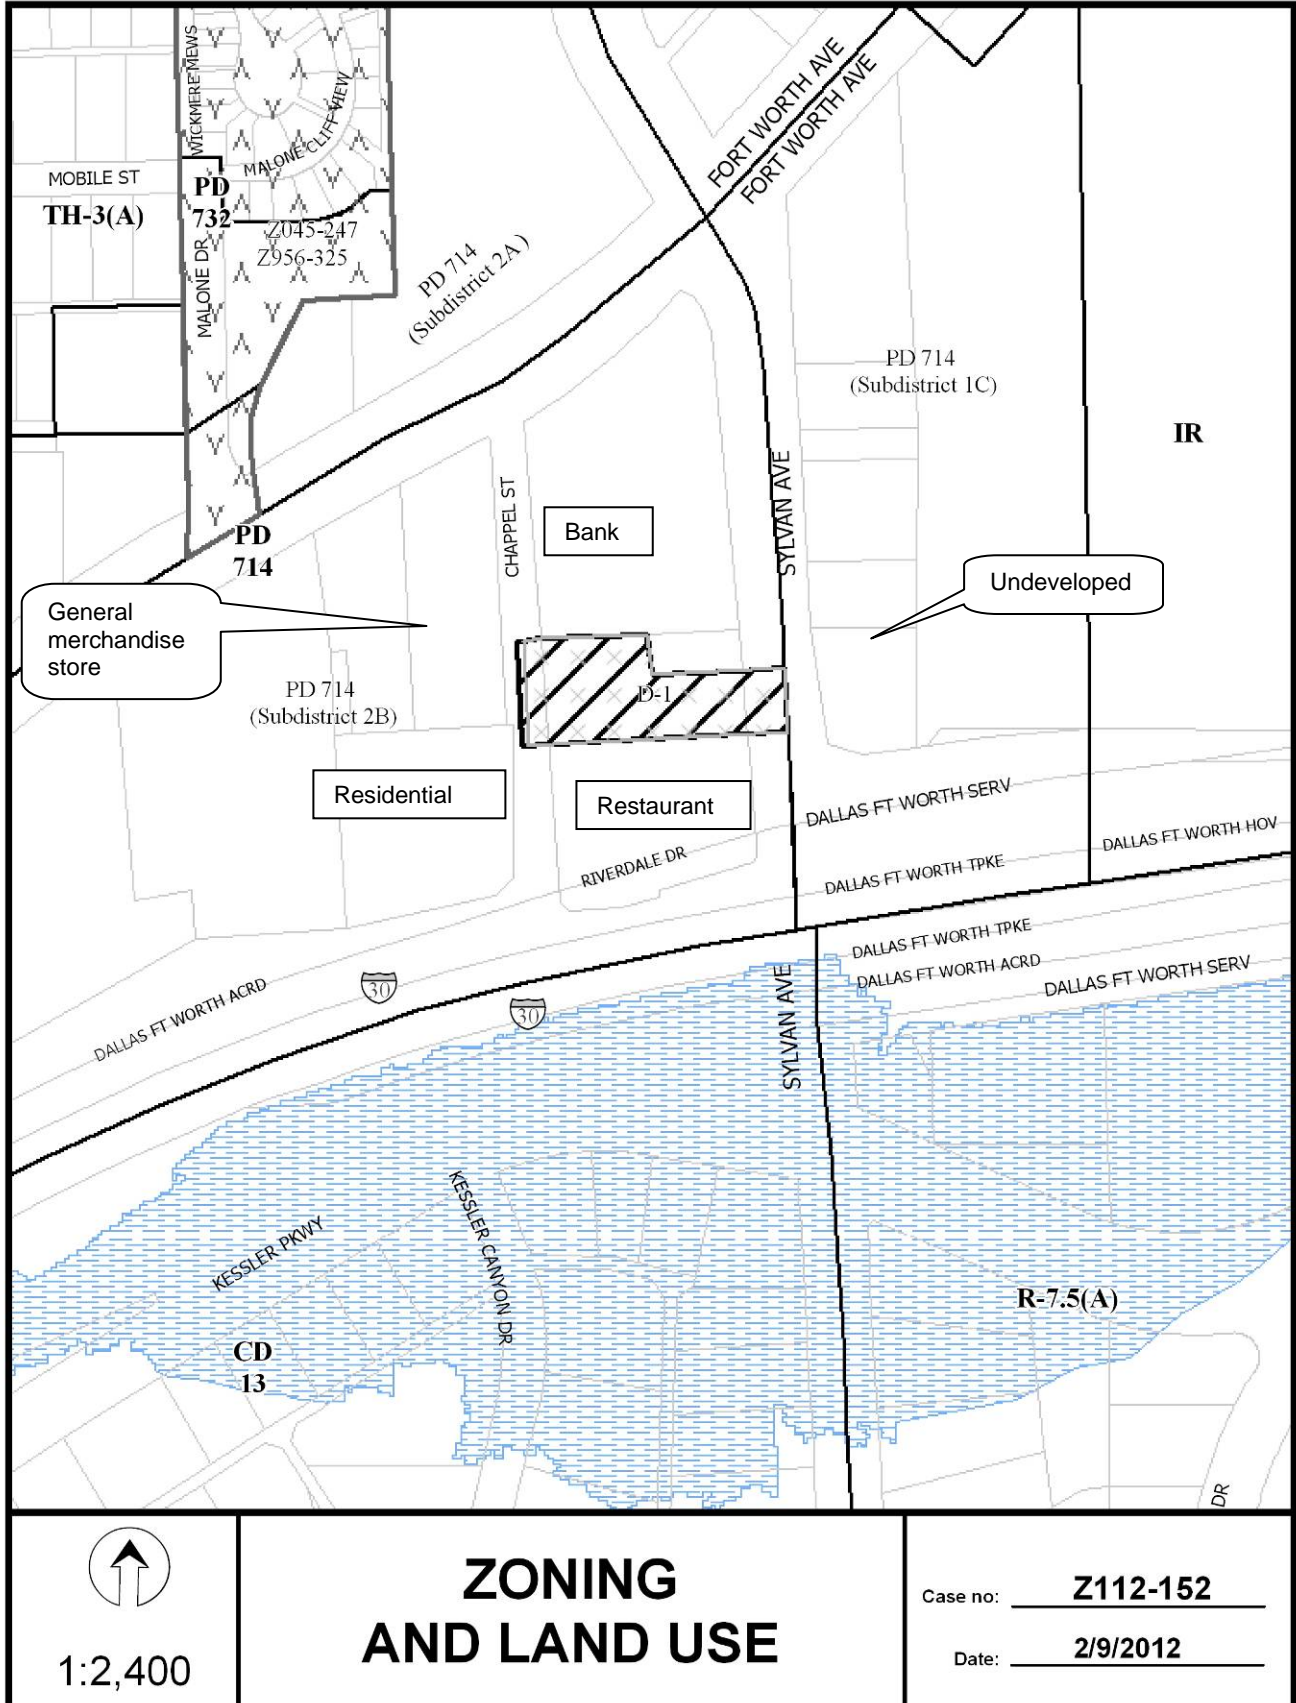 WICKMERE MEWS
MALONE CLIFF VIEW
MOBILE ST
TH-3(A)
PD
732
Z045-247
Z956-325
MALONE DR
FORT WORTH AVE
FORT WORTH AVE
PD 714
(Subdistrict 2A)
PD 714
(Subdistrict 1C)
IR
SYLVAN AVE
CHAPPEL ST
Bank
PD
714
General
merchandise
store
Undeveloped
PD 714
(Subdistrict 2B)
D-1
Residential
Restaurant
DALLAS FT WORTH SERV
RIVERDALE DR
DALLAS FT WORTH HOV
DALLAS FT WORTH TPKE
DALLAS FT WORTH TPKE
DALLAS FT WORTH ACRD
DALLAS FT WORTH SERV
30
30
DALLAS FT WORTH ACRD
SYLVAN AVE
KESSLER PKWY
KESSLER CANYON DR
R-7.5(A)
CD
13
DR
1:2,400
ZONING
AND LAND USE
Case no: Z112-152
Date: 2/9/2012